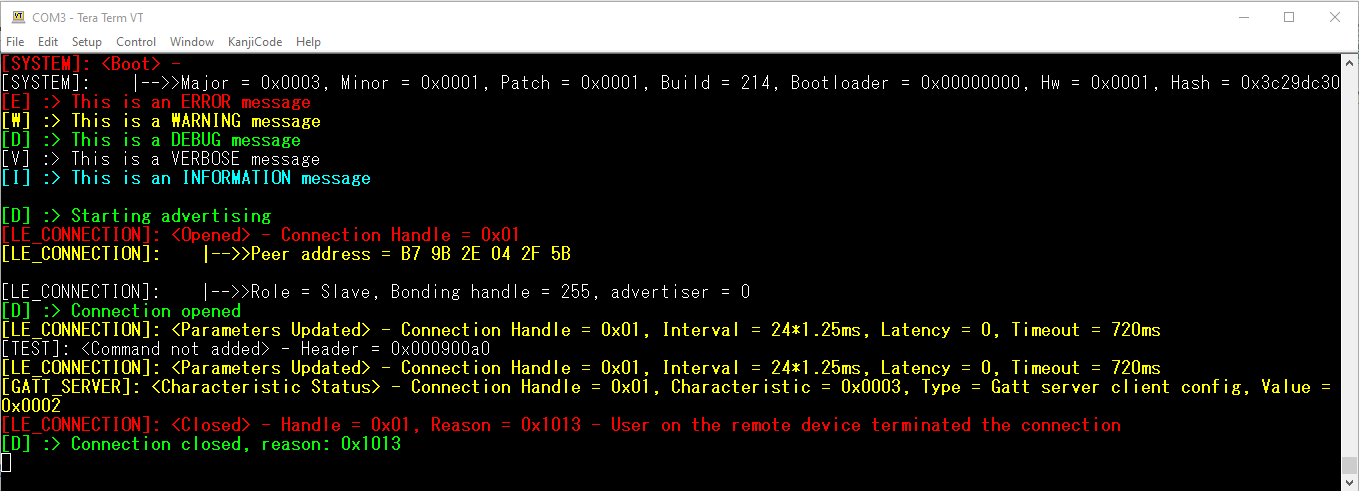 VT COM3 - Tera Term VT
File Edit Setup Control Window KanjiCode Help
[SYSTEM]: <Boot> -
[SYSTEM]: |-->>Major = 0x0003, Minor = 0x0001, Patch = 0x0001, Build = 214, Bootloader = 0x00000000, Hw = 0x0001, Hash = 0x3c29dc30
[E] :> This is an ERROR message
[W] :> This is a WARNING message
[D] :> This is a DEBUG message
[V] :> This is a VERBOSE message
[I] :> This is an INFORMATION message
[D] :> Starting advertising
[LE_CONNECTION]: <Opened> - Connection Handle = 0x01
[LE_CONNECTION]: |-->>Peer address = B7 9B 2E 04 2F 5B
[LE_CONNECTION]: |-->>Role = Slave, Bonding handle = 255, advertiser = 0
[D] :> Connection opened
[LE_CONNECTION]: <Parameters Updated> - Connection Handle = 0x01, Interval = 24*1.25ms, Latency = 0, Timeout = 720ms
[TEST]: <Command not added> - Header = 0x000900a0
[LE_CONNECTION]: <Parameters Updated> - Connection Handle = 0x01, Interval = 24*1.25ms, Latency = 0, Timeout = 720ms
[GATT_SERVER]: <Characteristic Status> - Connection Handle = 0x01, Characteristic = 0x0003, Type = Gatt server client config, Value =
0x0002
[LE_CONNECTION]: <Closed> - Handle = 0x01, Reason = 0x1013 - User on the remote device terminated the connection
[D] :> Connection closed, reason: 0x1013